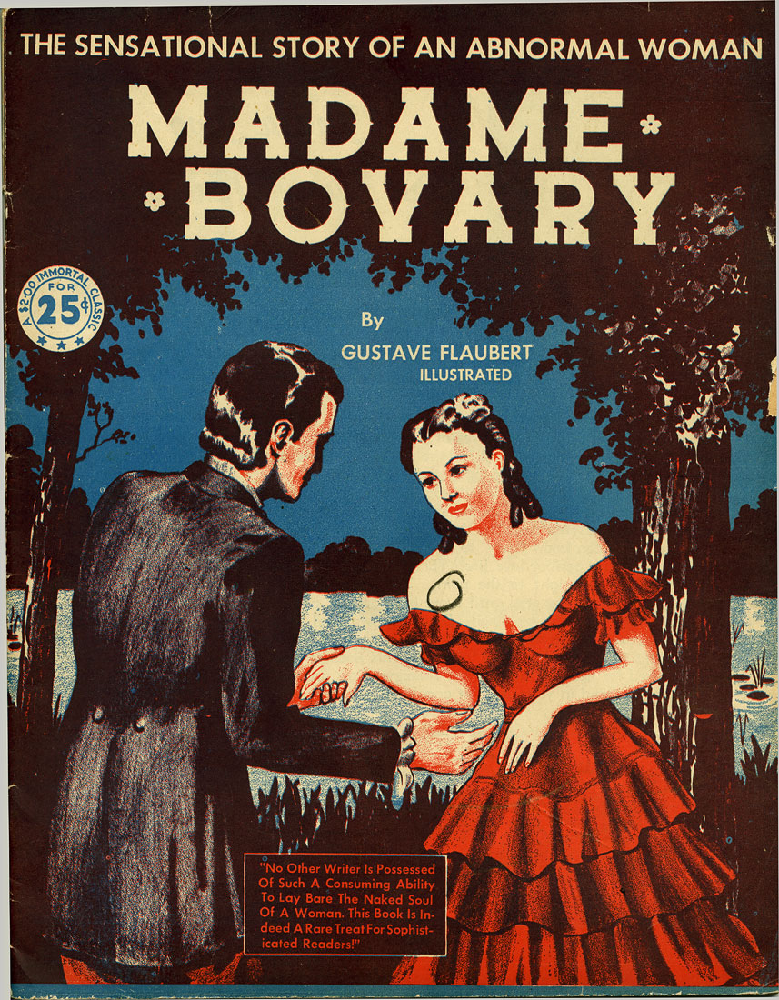 THE SENSATIONAL STORY OF AN ABNORMAL WOMAN
MADAME
BOVARY
A $2.00 IMMORTAL CLASSIC
FOR
25¢
By
GUSTAVE FLAUBERT
ILLUSTRATED
"No Other Writer Is Possessed
Of Such A Consuming Ability
To Lay Bare The Naked Soul
Of A Woman. This Book Is In-
deed A Rare Treat For Sophist-
icated Readers!"